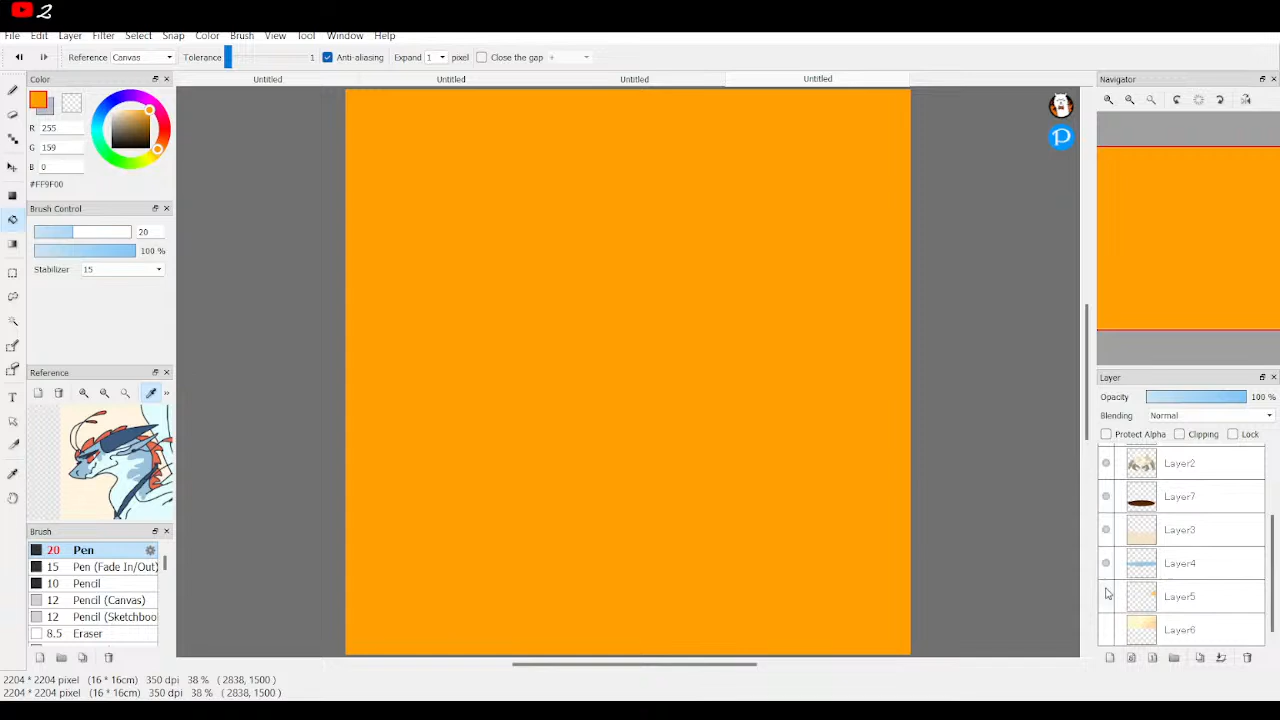 2
File Edit Layer Filter Select Snap Color Brush View Tool Window Help
Reference Canvas Tolerance 1 Anti-aliasing Expand 1 pixel Close the gap +
Color
Untitled Untitled Untitled Untitled
Navigator
R 255
G 159
B 0
#FF9F00
Brush Control
20
100 %
Stabilizer 15
Reference
»
Layer
Opacity 100 %
Blending Normal
Protect Alpha Clipping Lock
Layer2
Layer7
Layer3
Layer4
Layer5
Layer6
T
Brush
20 Pen
15 Pen (Fade In/Out)
10 Pencil
12 Pencil (Canvas)
12 Pencil (Sketchboo
8.5 Eraser
2204 * 2204 pixel (16 * 16cm) 350 dpi 38 % ( 2838, 1500 )
2204 * 2204 pixel (16 * 16cm) 350 dpi 38 % ( 2838, 1500 )